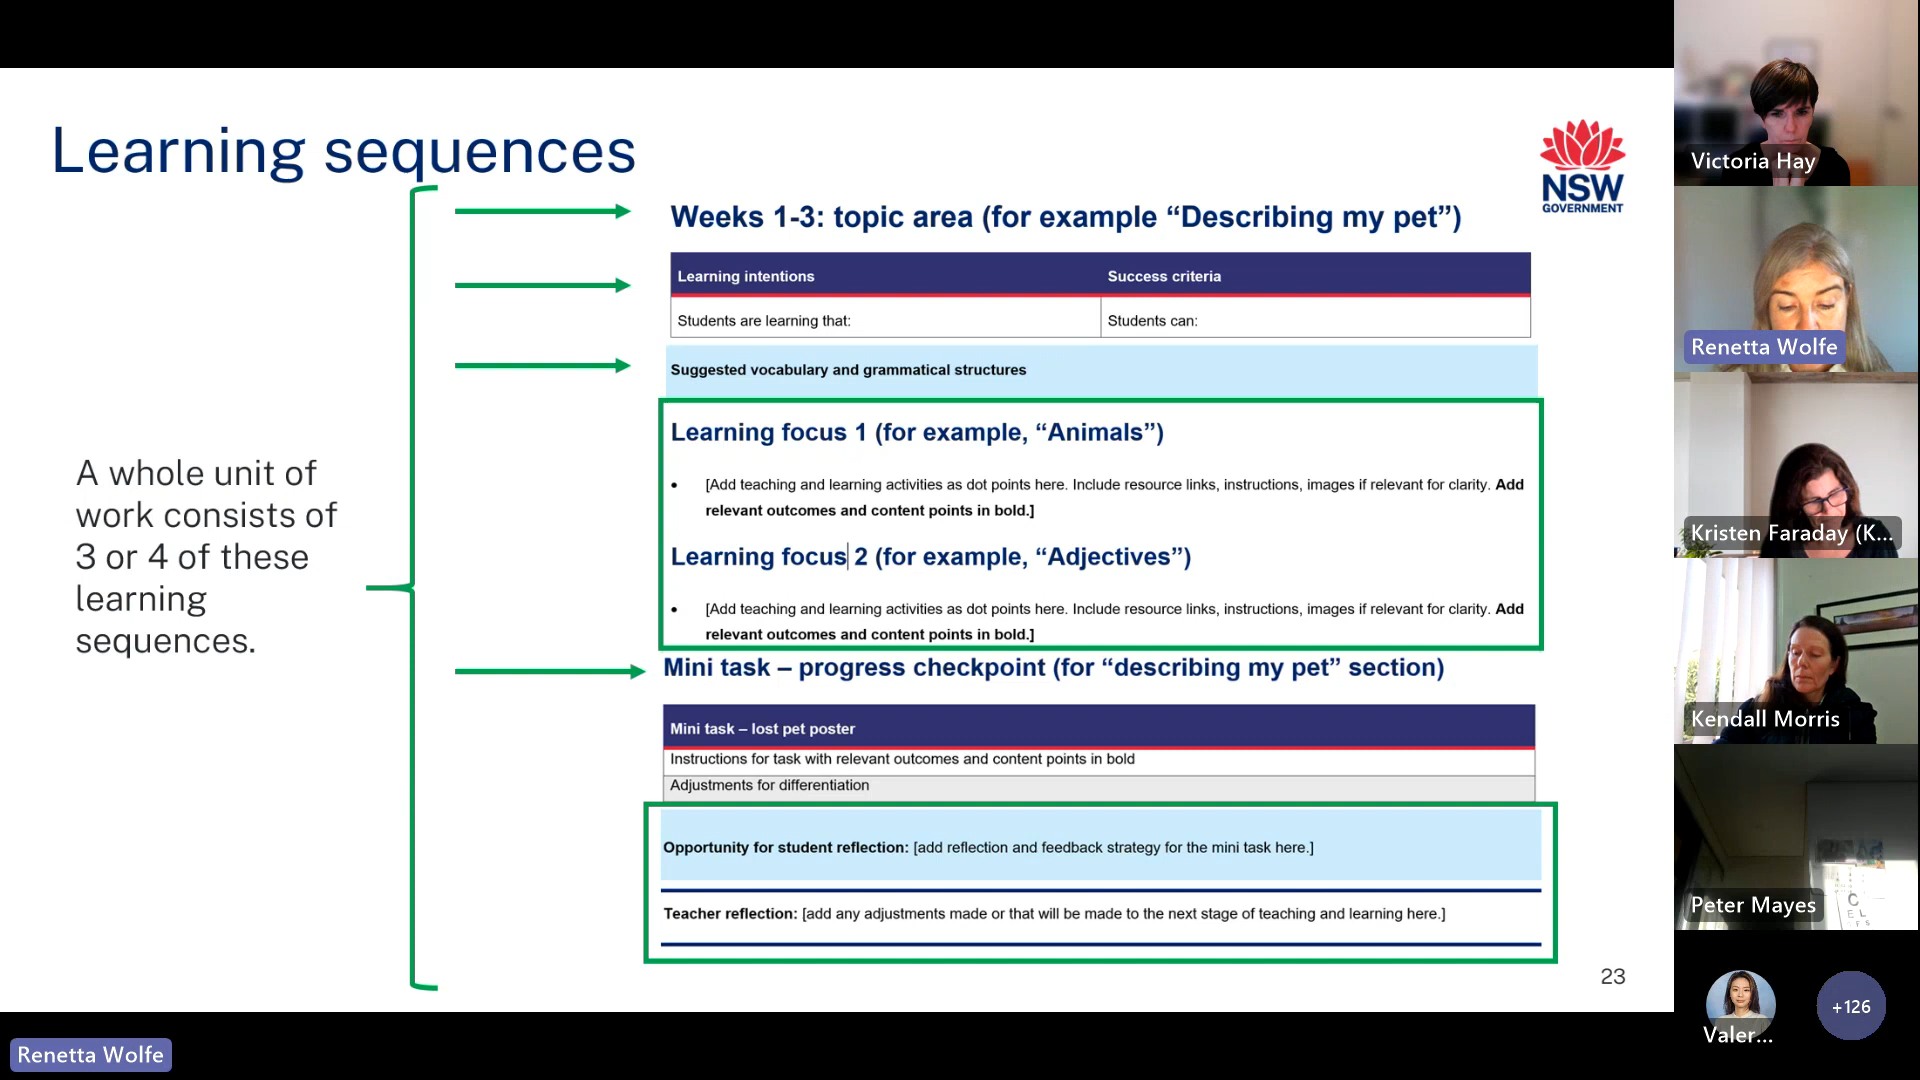 Learning sequences
NSW
GOVERNMENT
A whole unit of
work consists of
3 or 4 of these
learning
sequences.
Weeks 1-3: topic area (for example “Describing my pet”)
Learning intentions
Success criteria
Students are learning that:
Students can:
Suggested vocabulary and grammatical structures
Learning focus 1 (for example, “Animals”)
• [Add teaching and learning activities as dot points here. Include resource links, instructions, images if relevant for clarity. Add
relevant outcomes and content points in bold.]
Learning focus 2 (for example, “Adjectives”)
• [Add teaching and learning activities as dot points here. Include resource links, instructions, images if relevant for clarity. Add
relevant outcomes and content points in bold.]
Mini task – progress checkpoint (for “describing my pet” section)
Mini task – lost pet poster
Instructions for task with relevant outcomes and content points in bold
Adjustments for differentiation
Opportunity for student reflection: [add reflection and feedback strategy for the mini task here.]
Teacher reflection: [add any adjustments made or that will be made to the next stage of teaching and learning here.]
23
Renetta Wolfe
Victoria Hay
Renetta Wolfe
Kristen Faraday (K...
Kendall Morris
Peter Mayes
Valer...
+126